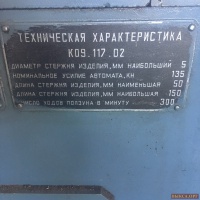 ТЕХНИЧЕСКАЯ ХАРАКТЕРИСТИКА
КО9.117.02
ДИАМЕТР СТЕРЖНЯ ИЗДЕЛИЯ, ММ НАИБОЛЬШИЙ 5
НОМИНАЛЬНОЕ УСИЛИЕ АВТОМАТА, КН 135
ДЛИНА СТЕРЖНЯ ИЗДЕЛИЯ, ММ НАИМЕНЬШАЯ 50
ДЛИНА СТЕРЖНЯ ИЗДЕЛИЯ, ММ НАИБОЛЬШАЯ 150
ЧИСЛО ХОДОВ ПОЛЗУНА В МИНУТУ 300